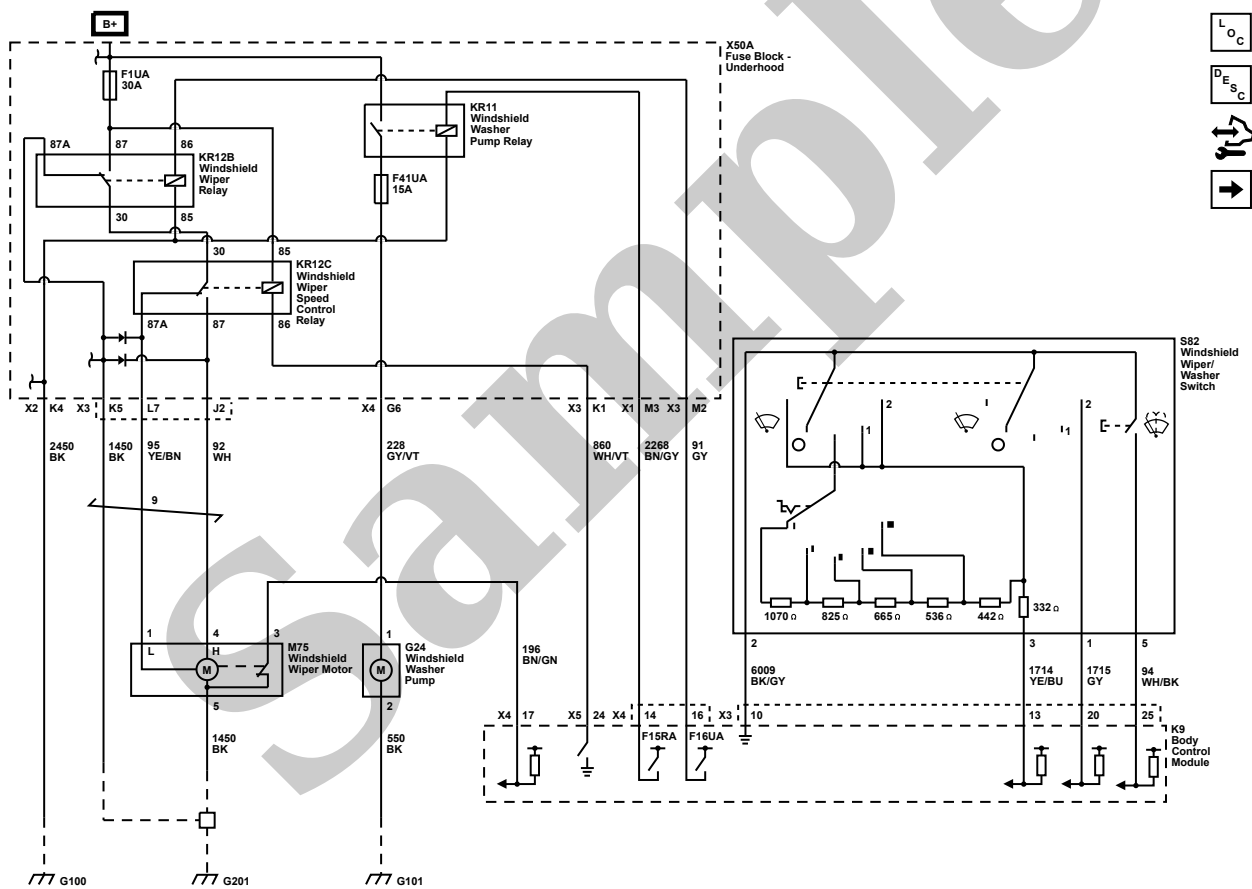 B+
X50A
Fuse Block -
Underhood
L
O
C
D
E
S
C
F1UA
30A
KR11
Windshield
Washer
Pump Relay
87A
87
86
KR12B
Windshield
Wiper
Relay
F41UA
15A
30
85
30
85
KR12C
Windshield
Wiper
Speed
Control
Relay
87A
87
86
S82
Windshield
Wiper/
Washer
Switch
X2 K4 X3 K5 L7 J2 X4 G6 X3 K1 X1 M3 X3 M2
2450
BK
1450
BK
95
YE/BN
92
WH
228
GY/VT
860
WH/VT
2268
BN/GY
91
GY
2
1
1
2
9
1070 Ω
825 Ω
665 Ω
536 Ω
442 Ω
332 Ω
1
4
3
L
H
M
M75
Windshield
Wiper Motor
5
1
M
G24
Windshield
Washer
Pump
2
196
BN/GN
2
3
1
5
6009
BK/GY
1714
YE/BU
1715
GY
94
WH/BK
1450
BK
550
BK
X4 17 X5 24 X4 14 16 X3 10 13 20 25
F15RA
F16UA
K9
Body
Control
Module
G100
G201
G101
Sample